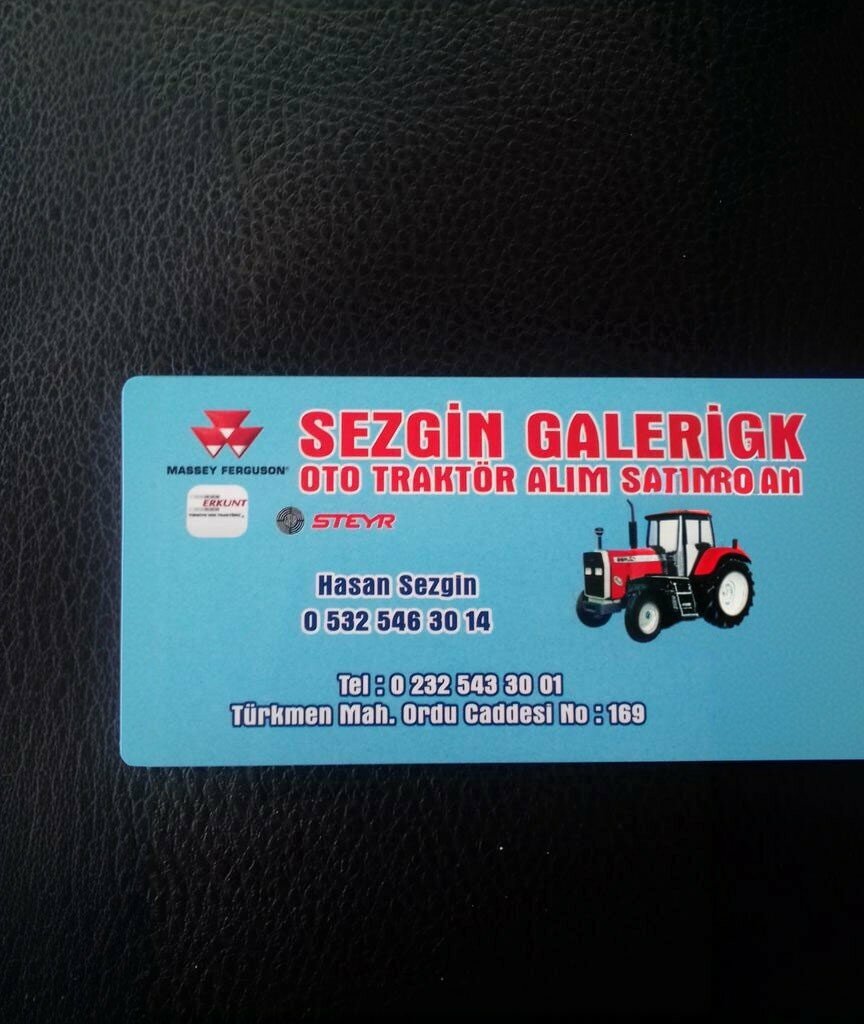 SEZGİN GALERİGK
MASSEY FERGUSON
OTO TRAKTÖR ALIM SATIMRO AM
ERKUNT
STEYR
Hasan Sezgin
0 532 546 30 14
Tel : 0 232 543 30 01
Türkmen Mah. Ordu Caddesi No : 169